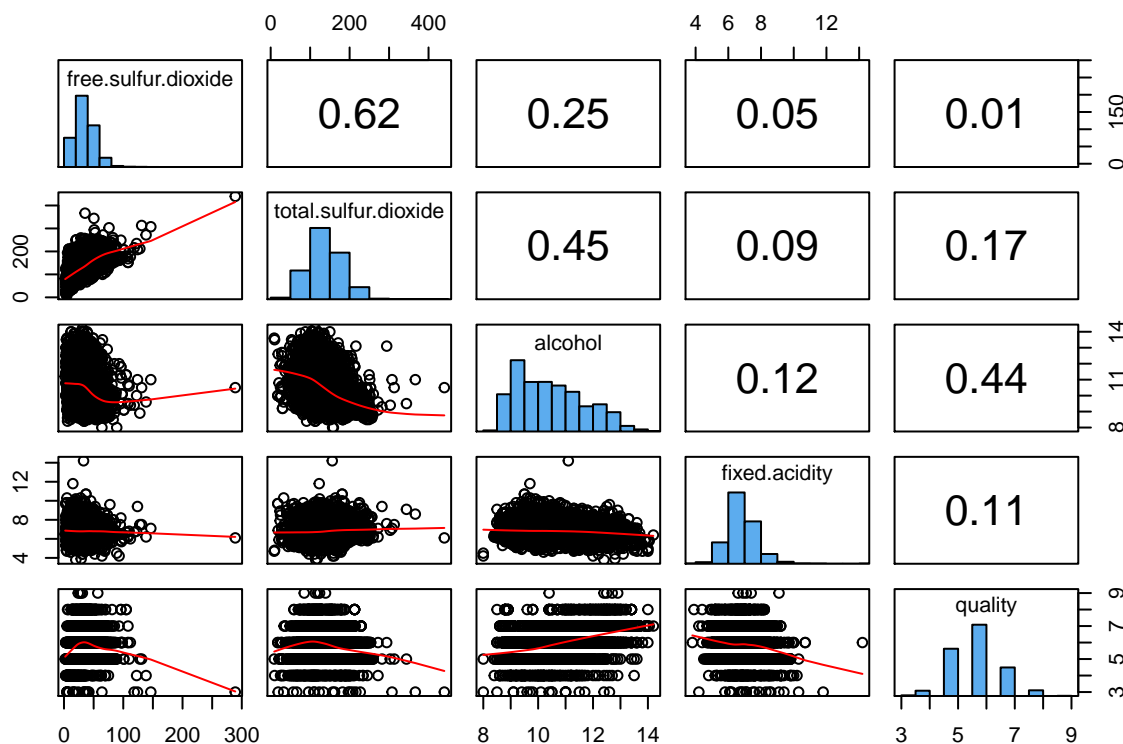 0 200 400
4 6 8 12
free.sulfur.dioxide
0.62
0.25
0.05
0.01
0 150
0 200
total.sulfur.dioxide
0.45
0.09
0.17
alcohol
0.12
0.44
8 11 14
4 8 12
fixed.acidity
0.11
quality
3 5 7 9
0 100 200 300
8 10 12 14
3 5 7 9